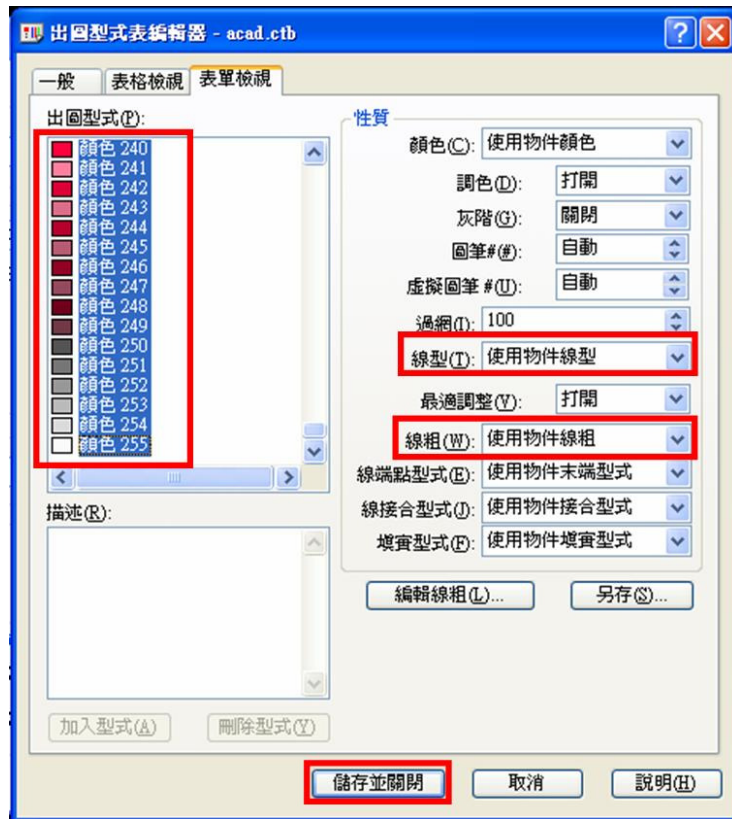 出圖型式表編輯器 - acad.ctb
一般
表格檢視
表單檢視
出圖型式(P):
顏色 240
顏色 241
顏色 242
顏色 243
顏色 244
顏色 245
顏色 246
顏色 247
顏色 248
顏色 249
顏色 250
顏色 251
顏色 252
顏色 253
顏色 254
顏色 255
描述(R):
加入型式(A)
刪除型式(Y)
性質
顏色(C): 使用物件顏色
調色(D): 打開
灰階(G): 關閉
圖筆#(#): 自動
虛擬圖筆 #(U): 自動
過網(I): 100
線型(T): 使用物件線型
最適調整(V): 打開
線粗(W): 使用物件線粗
線端點型式(E): 使用物件末端型式
線接合型式(J): 使用物件接合型式
填實型式(F): 使用物件填實型式
編輯線粗(L)...
另存(S)...
儲存並關閉
取消
說明(H)